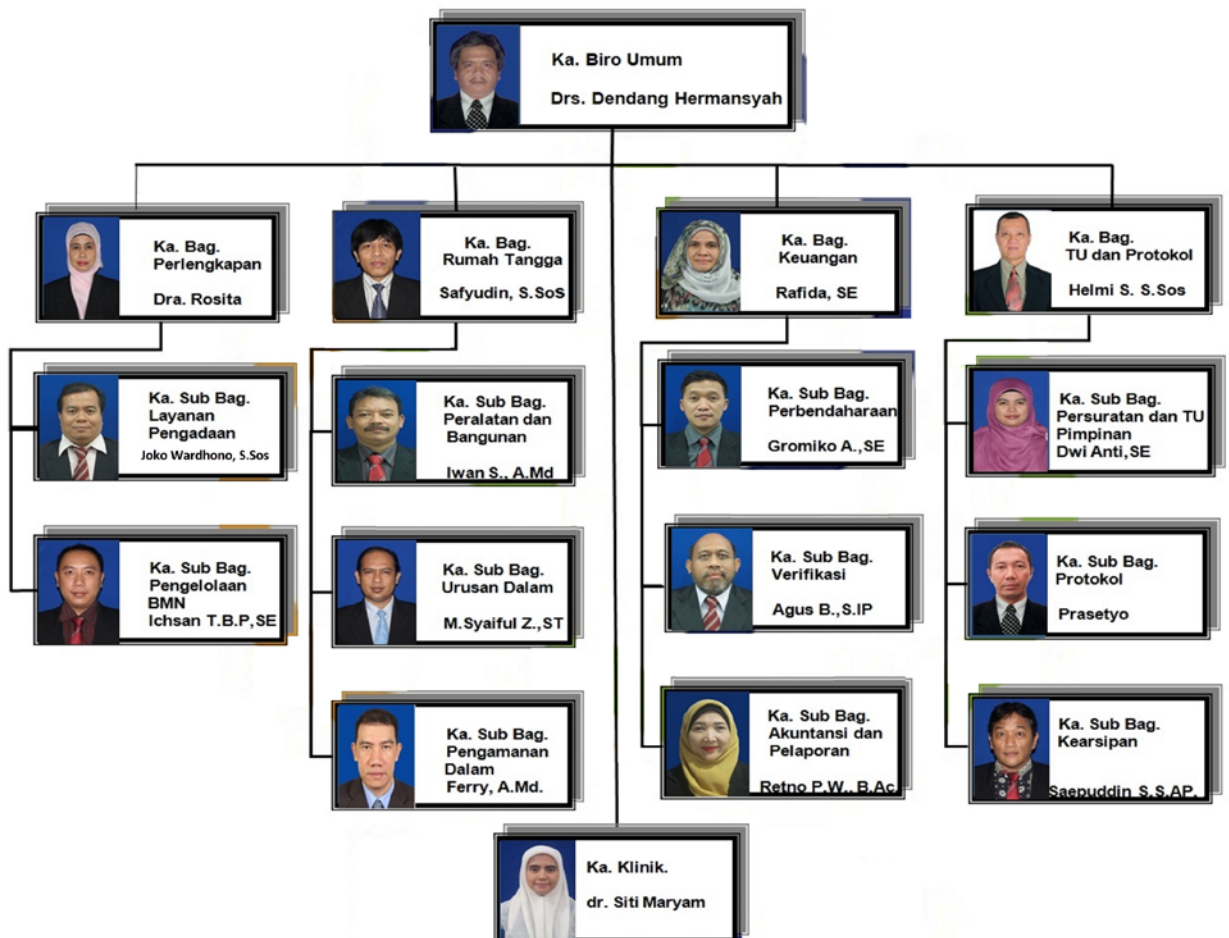 Ka. Biro Umum
Drs. Dendang Hermansyah
Ka. Bag.
Perlengkapan
Dra. Rosita
Ka. Bag.
Rumah Tangga
Safyudin, S.SoS
Ka. Bag.
Keuangan
Rafida, SE
Ka. Bag.
TU dan Protokol
Helmi S. S.Sos
Ka. Sub Bag.
Layanan
Pengadaan
Joko Wardhono, S.Sos
Ka. Sub Bag.
Peralatan dan
Bangunan
Iwan S., A.Md
Ka. Sub Bag.
Perbendaharaan
Gromiko A.,SE
Ka. Sub Bag.
Persuratan dan TU
Pimpinan
Dwi Anti,SE
Ka. Sub Bag.
Pengelolaan
BMN
Ichsan T.B.P,SE
Ka. Sub Bag.
Urusan Dalam
M.Syaiful Z.,ST
Ka. Sub Bag.
Verifikasi
Agus B.,S.IP
Ka. Sub Bag.
Protokol
Prasetyo
Ka. Sub Bag.
Pengamanan
Dalam
Ferry, A.Md.
Ka. Sub Bag.
Akuntansi dan
Pelaporan
Retno P.W., B.Ac
Ka. Sub Bag.
Kearsipan
Saepuddin S.S.AP.
Ka. Klinik.
dr. Siti Maryam